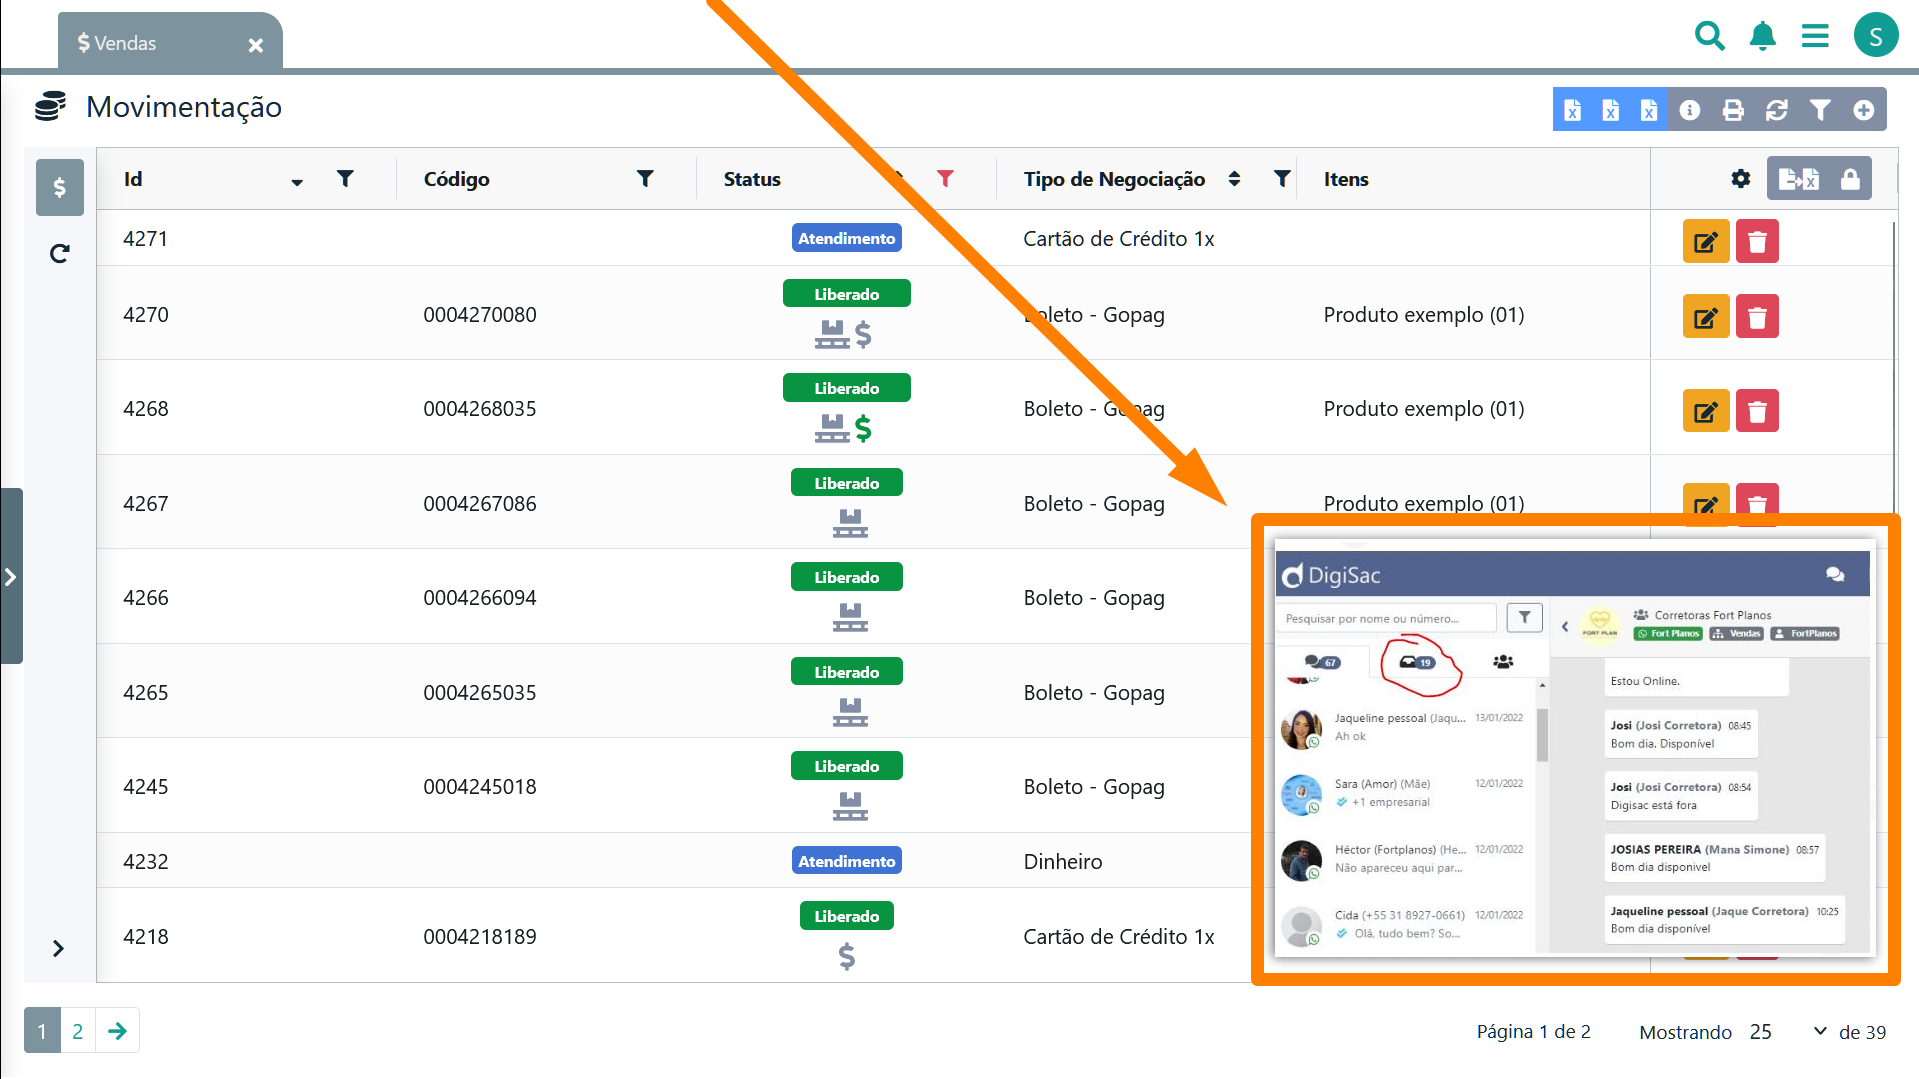 $ Vendas
S
Movimentação
Id
Código
Status
Tipo de Negociação
Itens
4271
Atendimento
Cartão de Crédito 1x
4270
0004270080
Liberado
Boleto - Gopag
Produto exemplo (01)
4268
0004268035
Liberado
Boleto - Gopag
Produto exemplo (01)
4267
0004267086
Liberado
Boleto - Gopag
Produto exemplo (01)
4266
0004266094
Liberado
Boleto - Gopag
4265
0004265035
Liberado
Boleto - Gopag
4245
0004245018
Liberado
Boleto - Gopag
4232
Atendimento
Dinheiro
4218
0004218189
Liberado
Cartão de Crédito 1x
DigiSac
Pesquisar por nome ou número...
67
19
Jaqueline pessoal (Jaqu... 13/01/2022
Ah ok
Sara (Amor) (Mãe) 12/01/2022
+1 empresarial
Héctor (Fortplanos) (He... 12/01/2022
Não apareceu aqui par...
Cida (+55 31 8927-0661) 12/01/2022
Olá, tudo bem? So...
FORT PLAN
Corretoras Fort Planos
Fort Planos Vendas FortPlanos
Estou Online.
Josi (Josi Corretora) 08:45
Bom dia. Disponível
Josi (Josi Corretora) 08:54
Digisac está fora
JOSIAS PEREIRA (Mana Simone) 08:57
Bom dia disponivel
Jaqueline pessoal (Jaque Corretora) 10:25
Bom dia disponível
1 2
Página 1 de 2
Mostrando 25 de 39